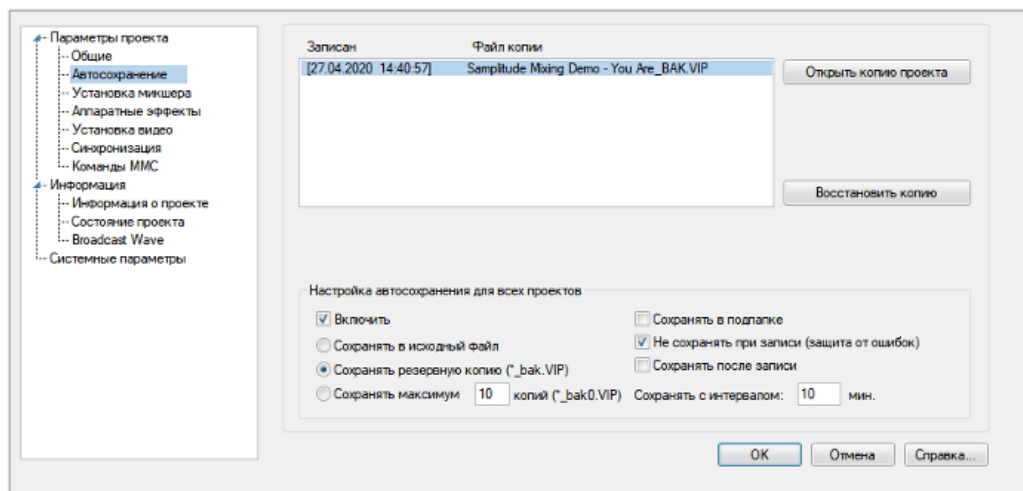 Параметры проекта
Общие
Автосохранение
Установка микшера
Аппаратные эффекты
Установка видео
Синхронизация
Команды MMC
Информация
Информация о проекте
Состояние проекта
Broadcast Wave
Системные параметры
Записан Файл копии
[27.04.2020 14:40:57] Samplitude Mixing Demo - You Are_BAK.VIP
Открыть копию проекта
Восстановить копию
Настройка автосохранения для всех проектов
Включить
Сохранять в подпапке
Сохранять в исходный файл
Не сохранять при записи (защита от ошибок)
Сохранять резервную копию (*_bak.VIP)
Сохранять после записи
Сохранять максимум 10 копий (*_bak0.VIP) Сохранять с интервалом: 10 мин.
OK Отмена Справка...